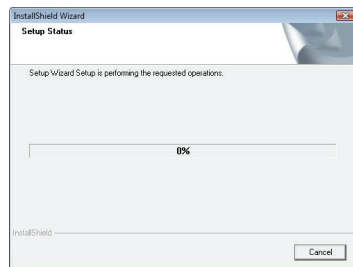 InstallShield Wizard
Setup Status
Setup Wizard Setup is performing the requested operations.
0%
InstallShield
Cancel